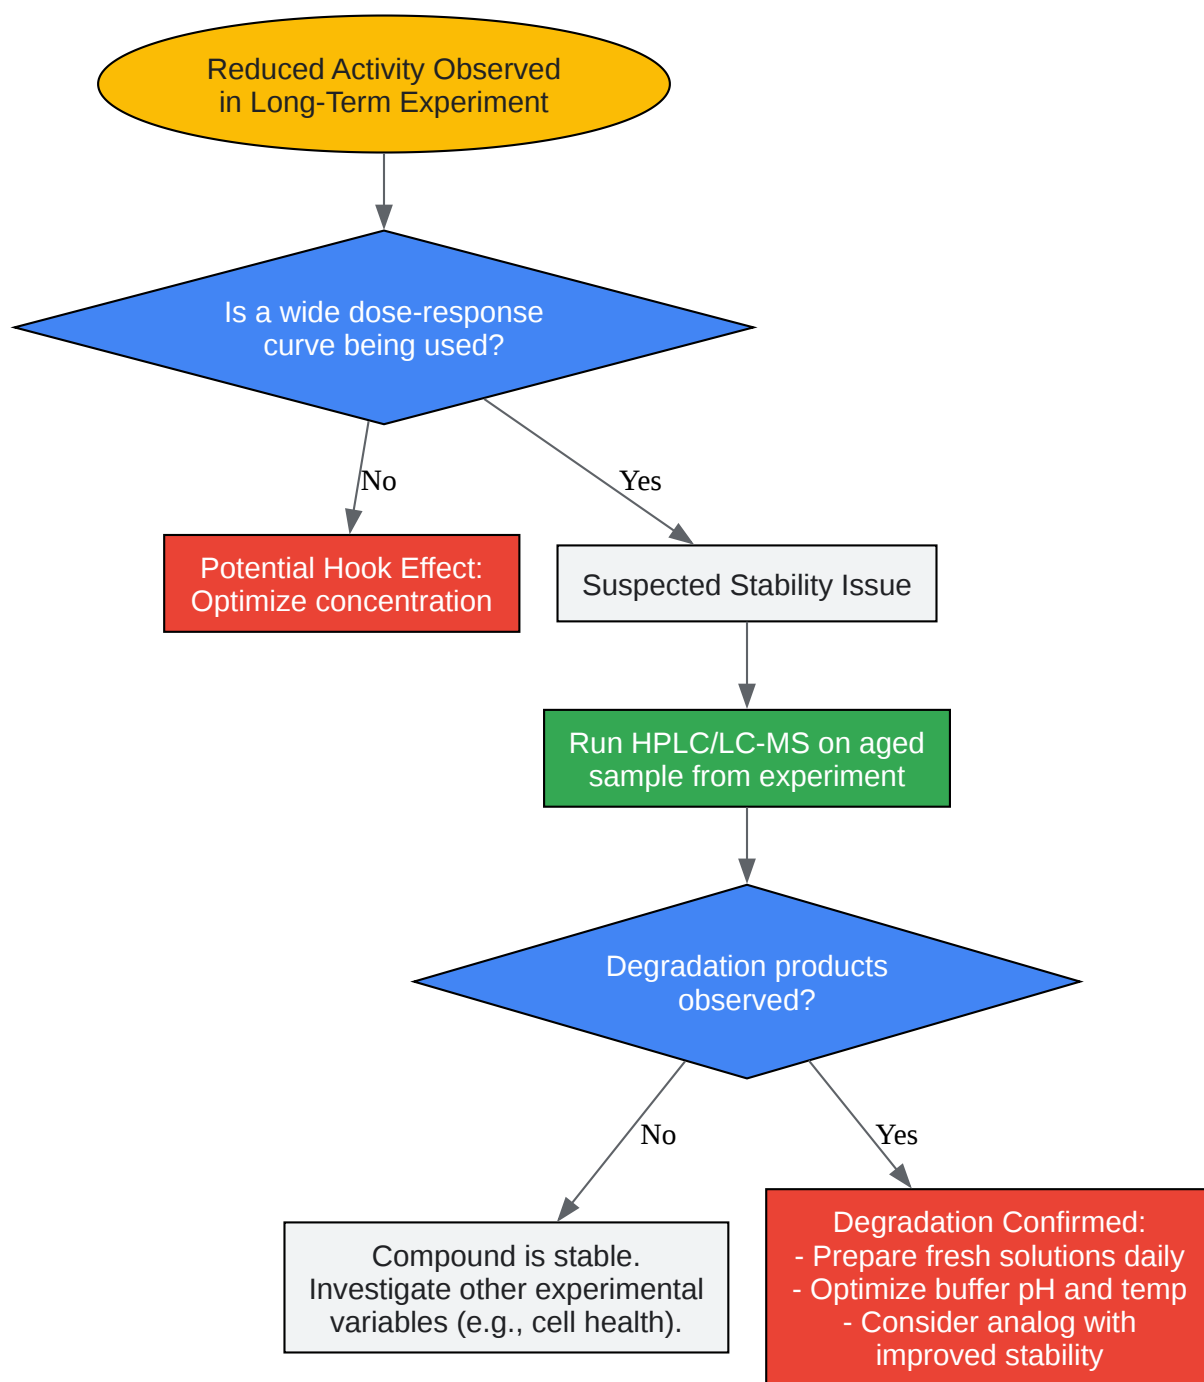 Reduced Activity Observed
in Long-Term Experiment
Is a wide dose-response
curve being used?
No
Yes
Potential Hook Effect:
Optimize concentration
Suspected Stability Issue
Run HPLC/LC-MS on aged
sample from experiment
Degradation products
observed?
No
Yes
Compound is stable.
Investigate other experimental
variables (e.g., cell health).
Degradation Confirmed:
- Prepare fresh solutions daily
- Optimize buffer pH and temp
- Consider analog with
improved stability